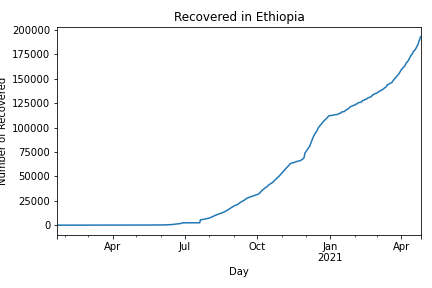 Recovered in Ethiopia
Number of Recovered
200000
175000
150000
125000
100000
75000
50000
25000
0
Apr
Jul
Oct
Jan
2021
Apr
Day